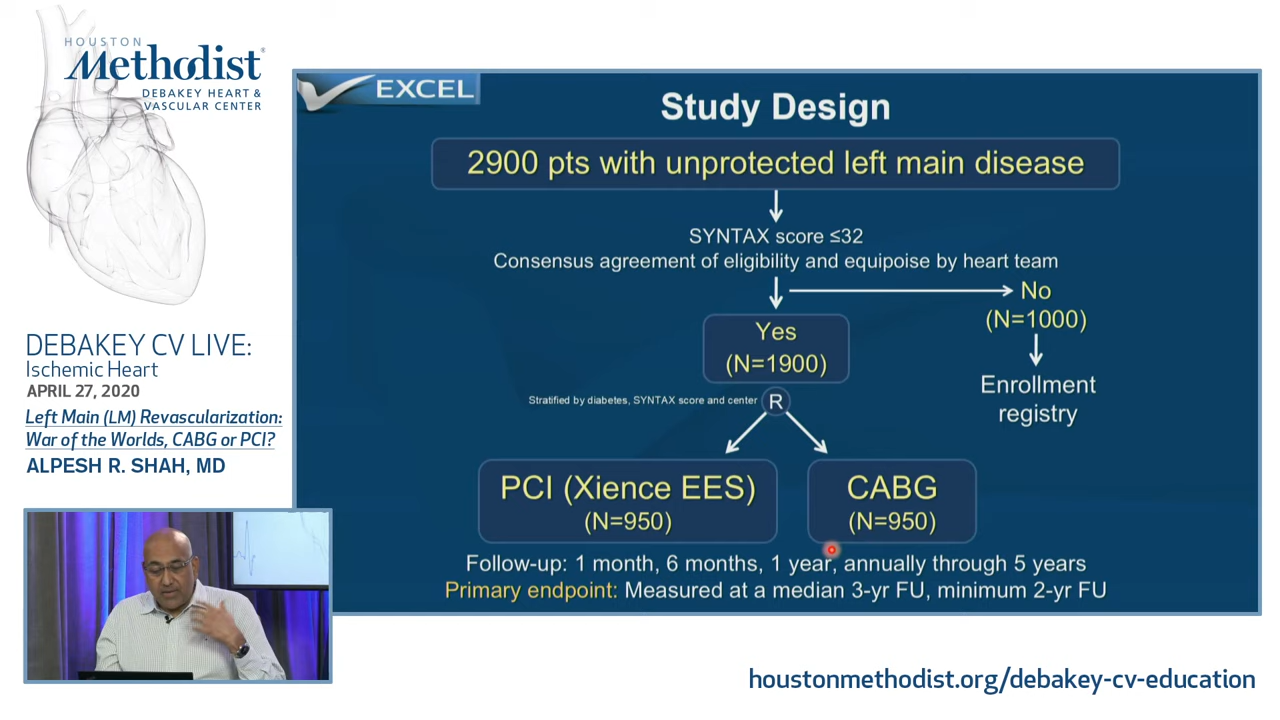 HOUSTON
Methodist®
DEBAKEY HEART &
VASCULAR CENTER
DEBAKEY CV LIVE:
Ischemic Heart
APRIL 27, 2020
Left Main (LM) Revascularization:
War of the Worlds, CABG or PCI?
ALPESH R. SHAH, MD
EXCEL
Study Design
2900 pts with unprotected left main disease
SYNTAX score ≤32
Consensus agreement of eligibility and equipoise by heart team
No
(N=1000)
Yes
(N=1900)
Enrollment
registry
Stratified by diabetes, SYNTAX score and center
R
PCI (Xience EES)
(N=950)
CABG
(N=950)
Follow-up: 1 month, 6 months, 1 year, annually through 5 years
Primary endpoint: Measured at a median 3-yr FU, minimum 2-yr FU
houstonmethodist.org/debakey-cv-education